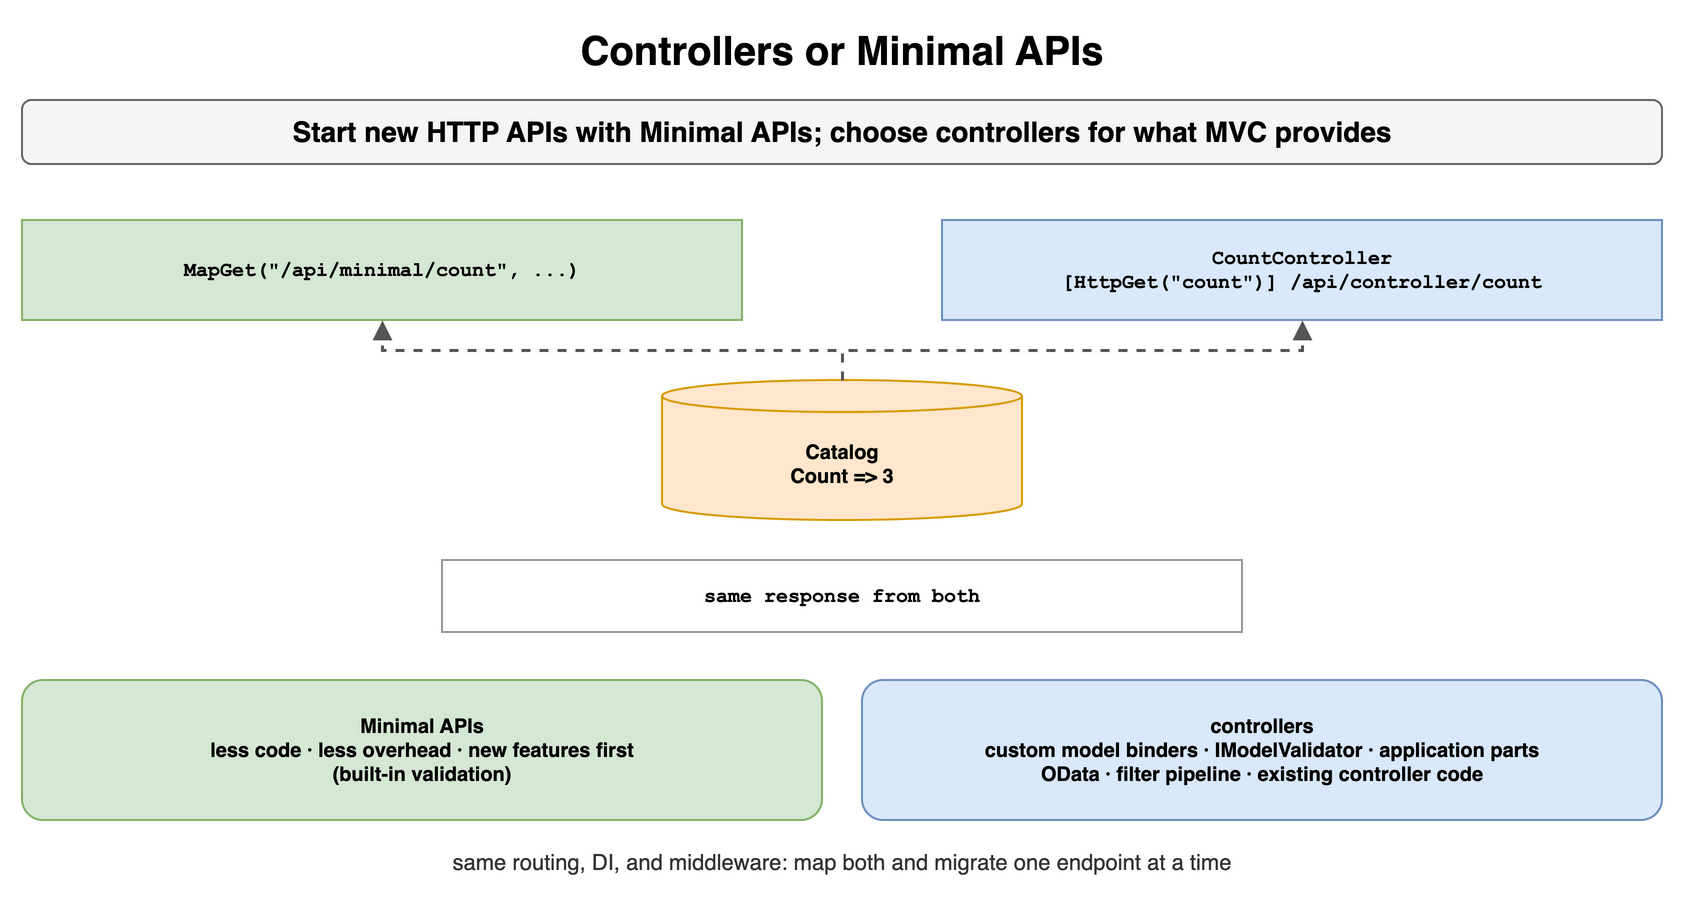 Controllers or Minimal APIs
Start new HTTP APIs with Minimal APIs; choose controllers for what MVC provides
MapGet("/api/minimal/count", ...)
CountController
[HttpGet("count")] /api/controller/count
Catalog
Count => 3
same response from both
Minimal APIs
less code · less overhead · new features first
(built-in validation)
controllers
custom model binders · IModelValidator · application parts
OData · filter pipeline · existing controller code
same routing, DI, and middleware: map both and migrate one endpoint at a time